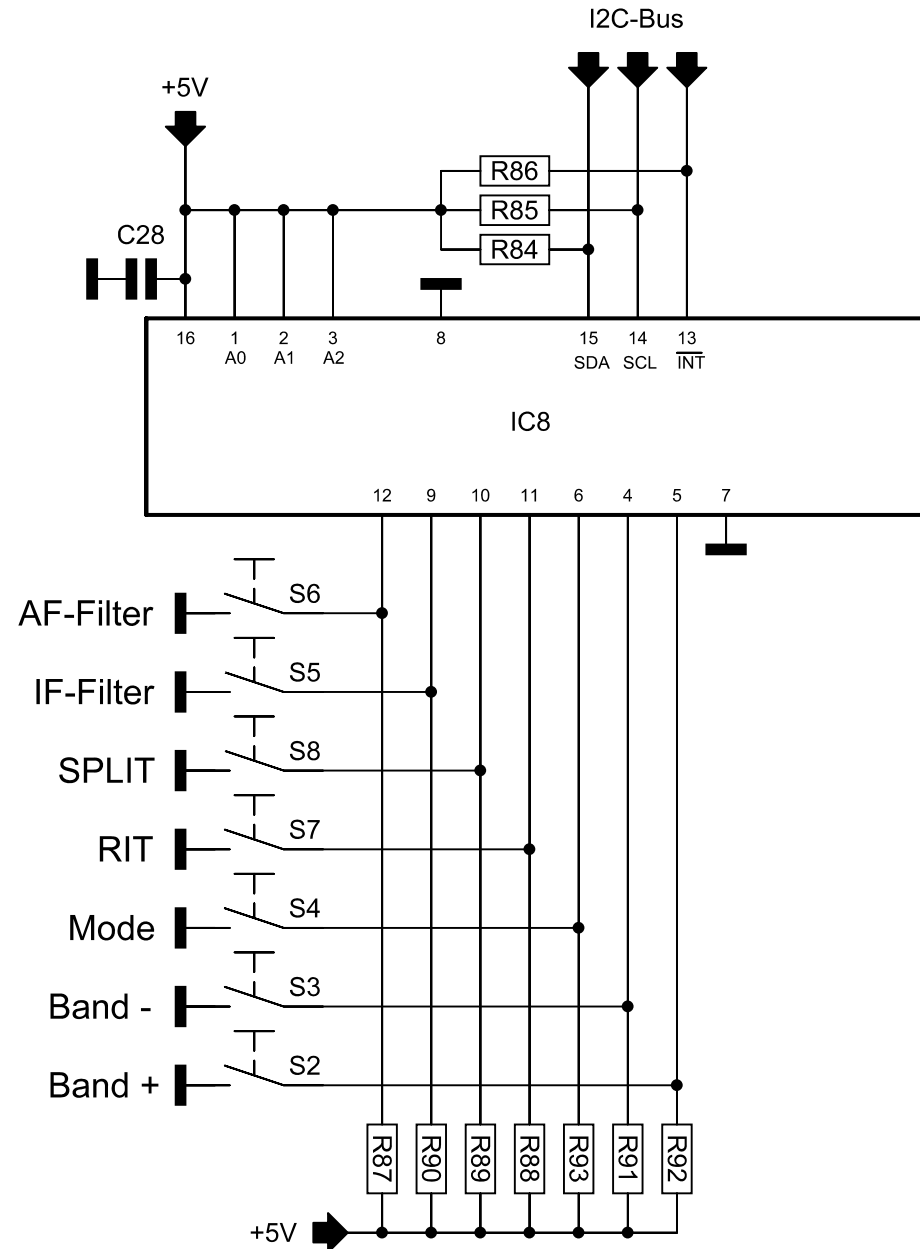 I2C-Bus
+5V
R86
R85
R84
C28
16 1 2 3 8 15 14 13
A0 A1 A2 SDA SCL INT
IC8
12 9 10 11 6 4 5 7
AF-Filter S6
IF-Filter S5
SPLIT S8
RIT S7
Mode S4
Band - S3
Band + S2
R87 R90 R89 R88 R93 R91 R92
+5V